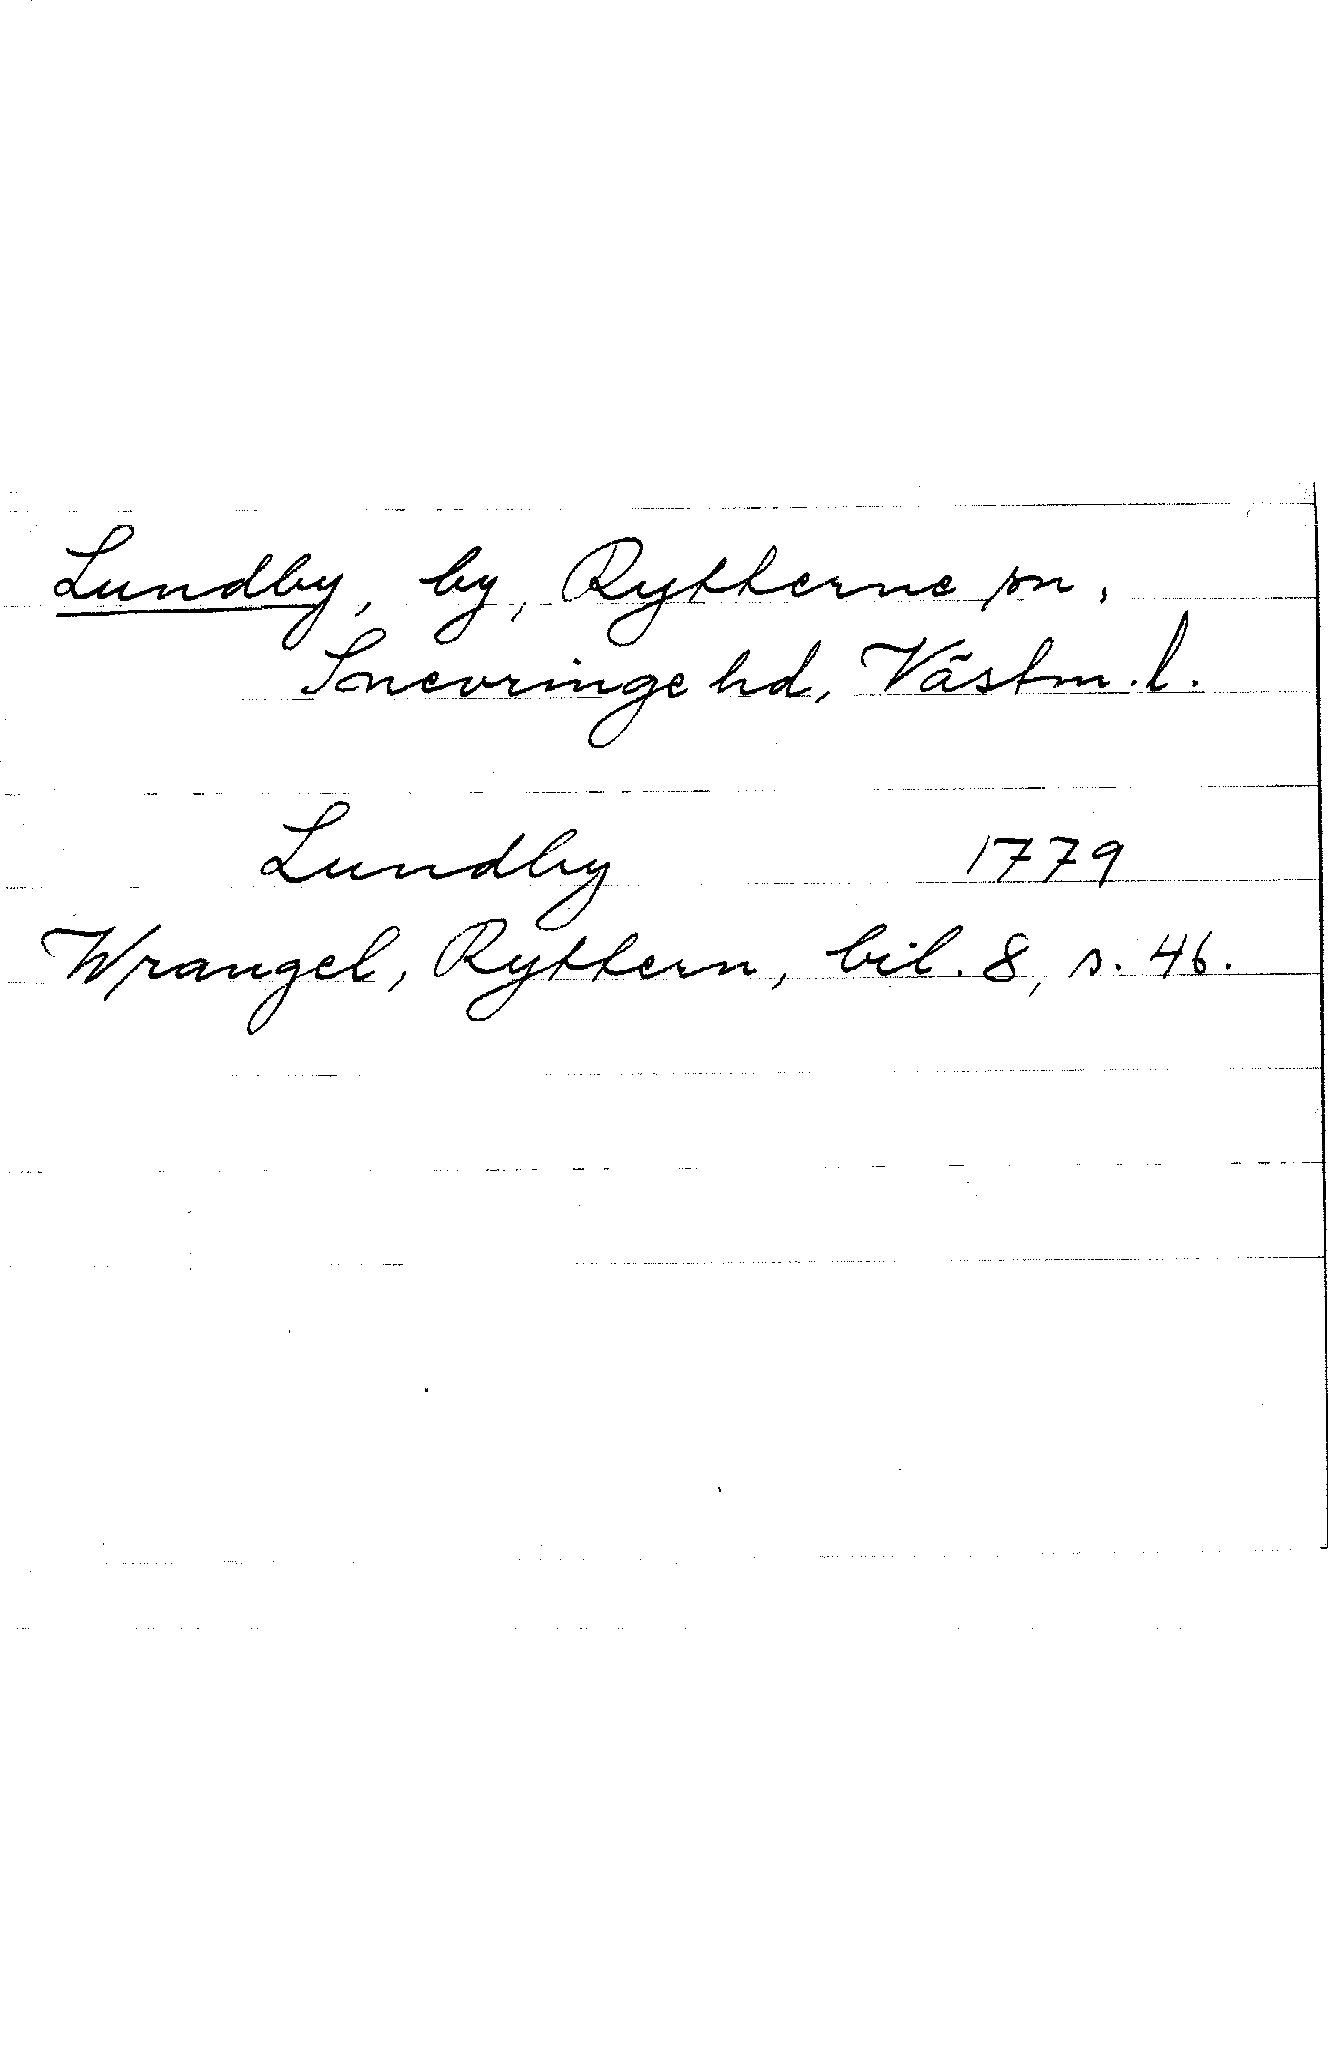 Lundby, by, Rytterne sn,
Snevringe hd, Västm. l.
Lundby 1779
Wrangel, Ryttern, bil. 8, s. 46.